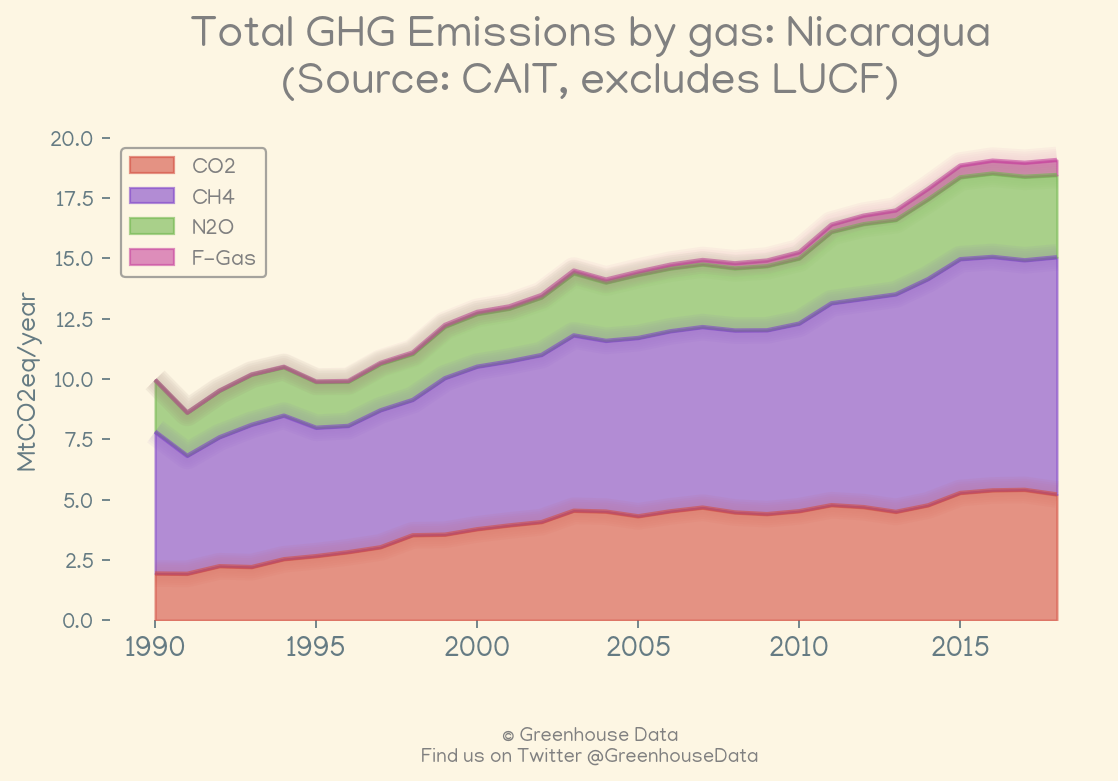 Total GHG Emissions by gas: Nicaragua
(Source: CAIT, excludes LUCF)
MtCO2eq/year
20.0
17.5
15.0
12.5
10.0
7.5
5.0
2.5
0.0
CO2
CH4
N2O
F-Gas
1990 1995 2000 2005 2010 2015
© Greenhouse Data
Find us on Twitter @GreenhouseData